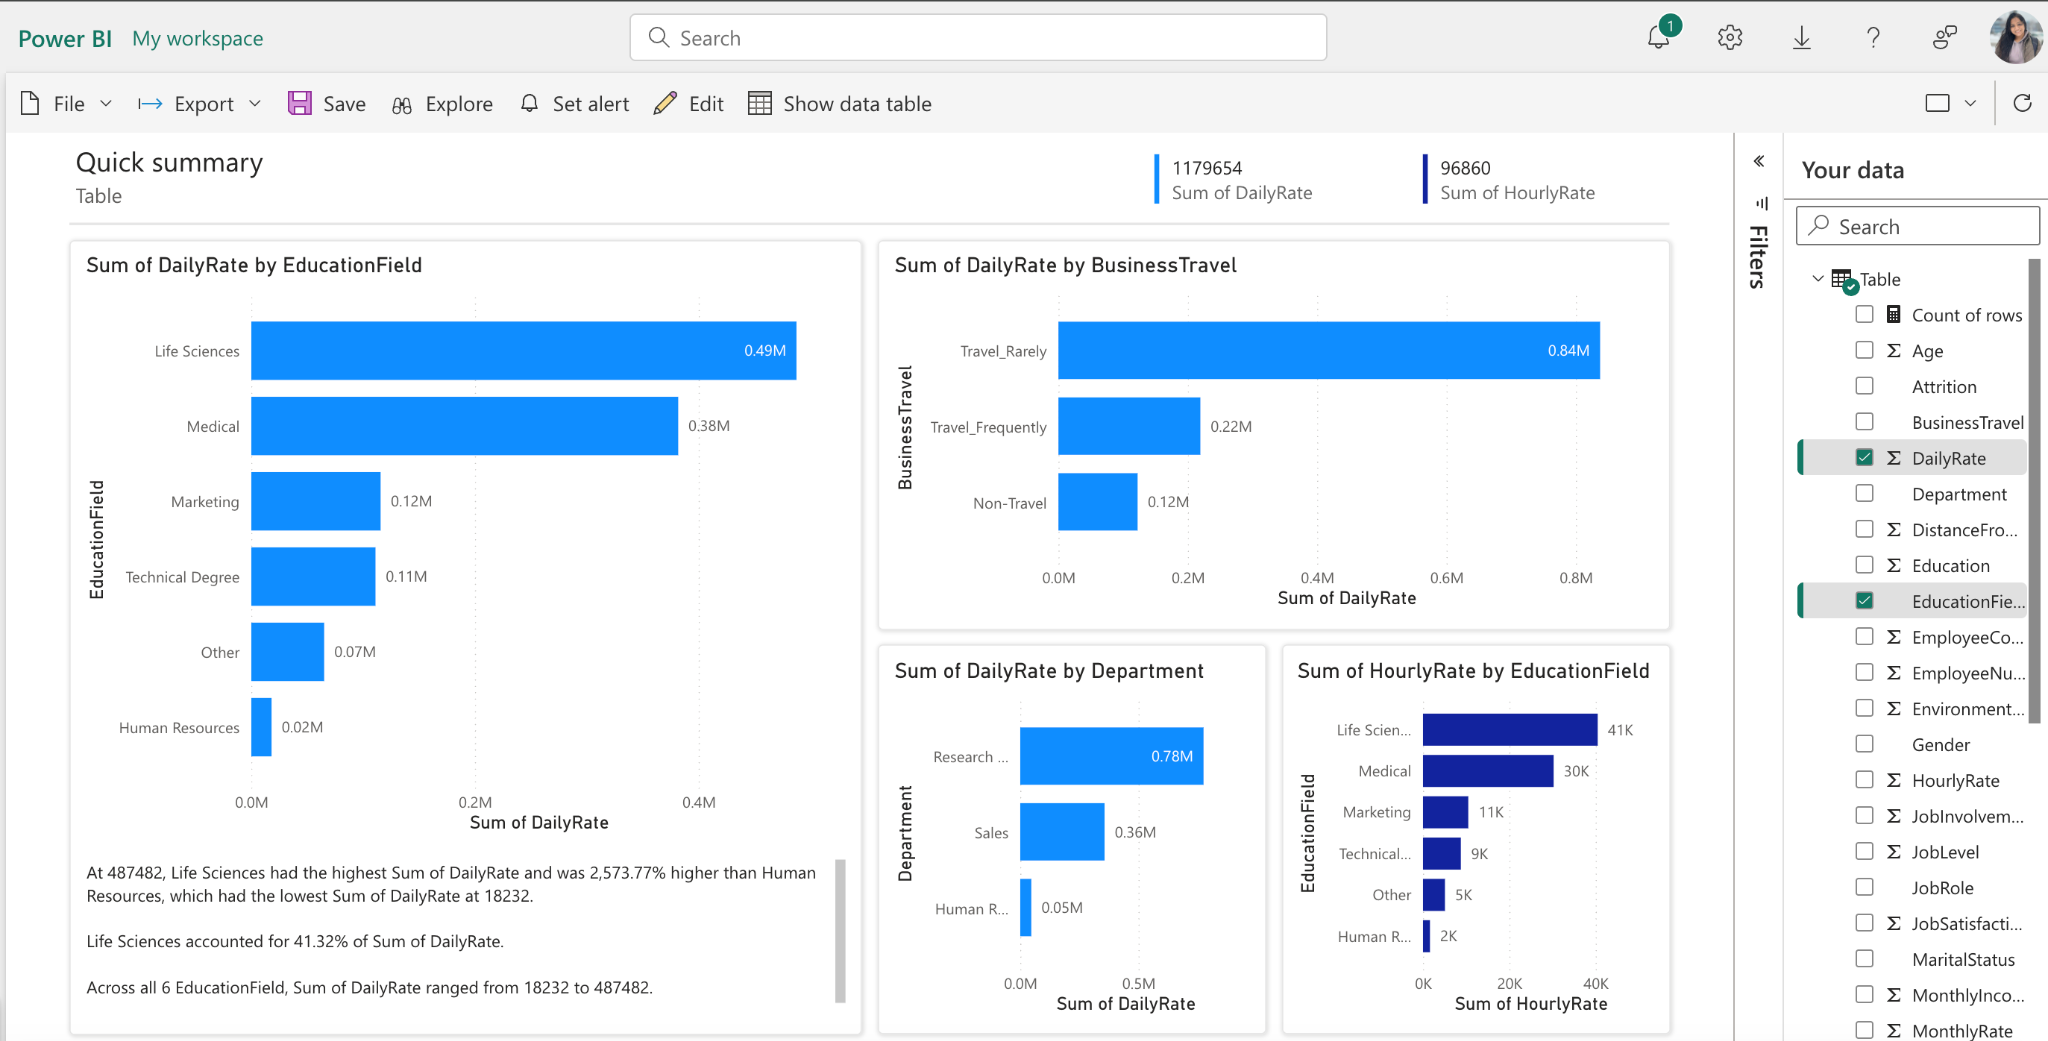 Power BI My workspace
Search
1
?
File
Export
Save
Explore
Set alert
Edit
Show data table
Quick summary
Table
1179654
Sum of DailyRate
96860
Sum of HourlyRate
Sum of DailyRate by EducationField
EducationField
Life Sciences
0.49M
Medical
0.38M
Marketing
0.12M
Technical Degree
0.11M
Other
0.07M
Human Resources
0.02M
0.0M 0.2M 0.4M
Sum of DailyRate
At 487482, Life Sciences had the highest Sum of DailyRate and was 2,573.77% higher than Human
Resources, which had the lowest Sum of DailyRate at 18232.
Life Sciences accounted for 41.32% of Sum of DailyRate.
Across all 6 EducationField, Sum of DailyRate ranged from 18232 to 487482.
Sum of DailyRate by BusinessTravel
BusinessTravel
Travel_Rarely
0.84M
Travel_Frequently
0.22M
Non-Travel
0.12M
0.0M 0.2M 0.4M 0.6M 0.8M
Sum of DailyRate
Sum of DailyRate by Department
Department
Research ...
0.78M
Sales
0.36M
Human R...
0.05M
0.0M 0.5M
Sum of DailyRate
Sum of HourlyRate by EducationField
EducationField
Life Scien...
41K
Medical
30K
Marketing
11K
Technical...
9K
Other
5K
Human R...
2K
0K 20K 40K
Sum of HourlyRate
Filters
Your data
Search
Table
Count of rows
Σ Age
Attrition
BusinessTravel
Σ DailyRate
Department
Σ DistanceFro...
Σ Education
EducationFie...
Σ EmployeeCo...
Σ EmployeeNu...
Σ Environment...
Gender
Σ HourlyRate
Σ JobInvolvem...
Σ JobLevel
JobRole
Σ JobSatisfacti...
MaritalStatus
Σ MonthlyInco...
Σ MonthlyRate